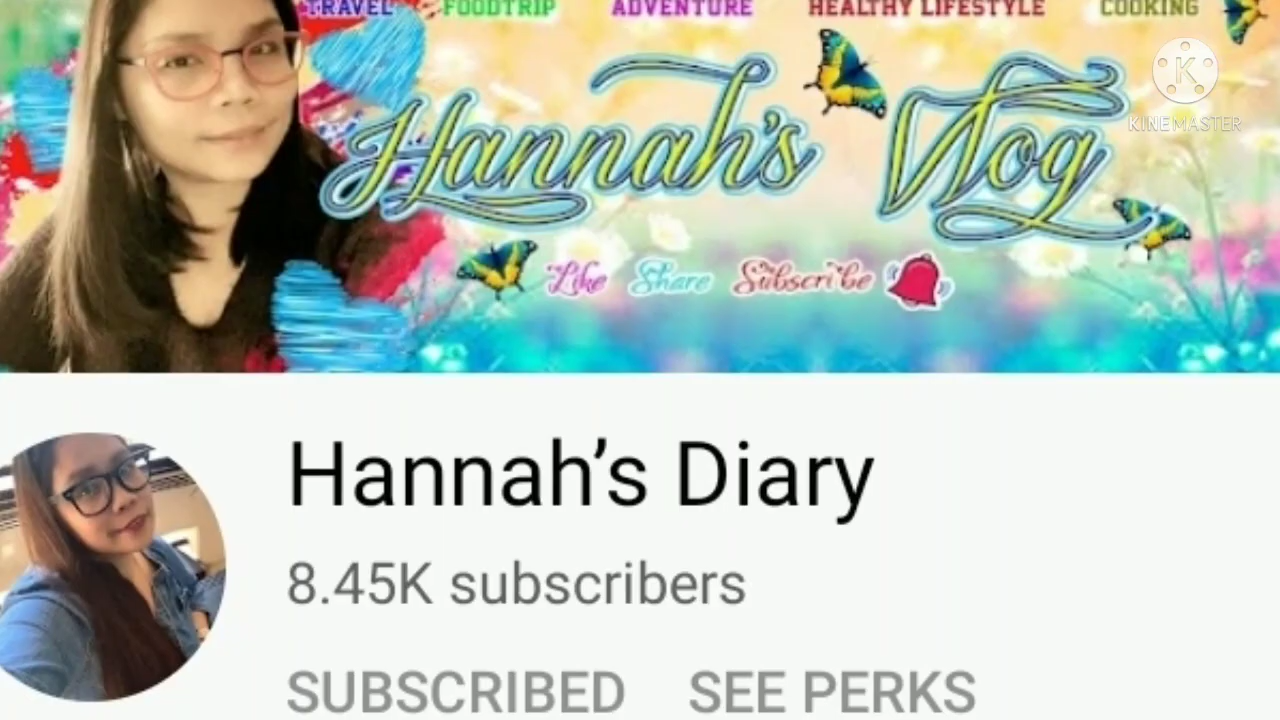 TRAVEL FOODTRIP ADVENTURE HEALTHY LIFESTYLE COOKING
Hannah's Vlog
K
KINEMASTER
Like Share Subscribe
Hannah’s Diary
8.45K subscribers
SUBSCRIBED SEE PERKS